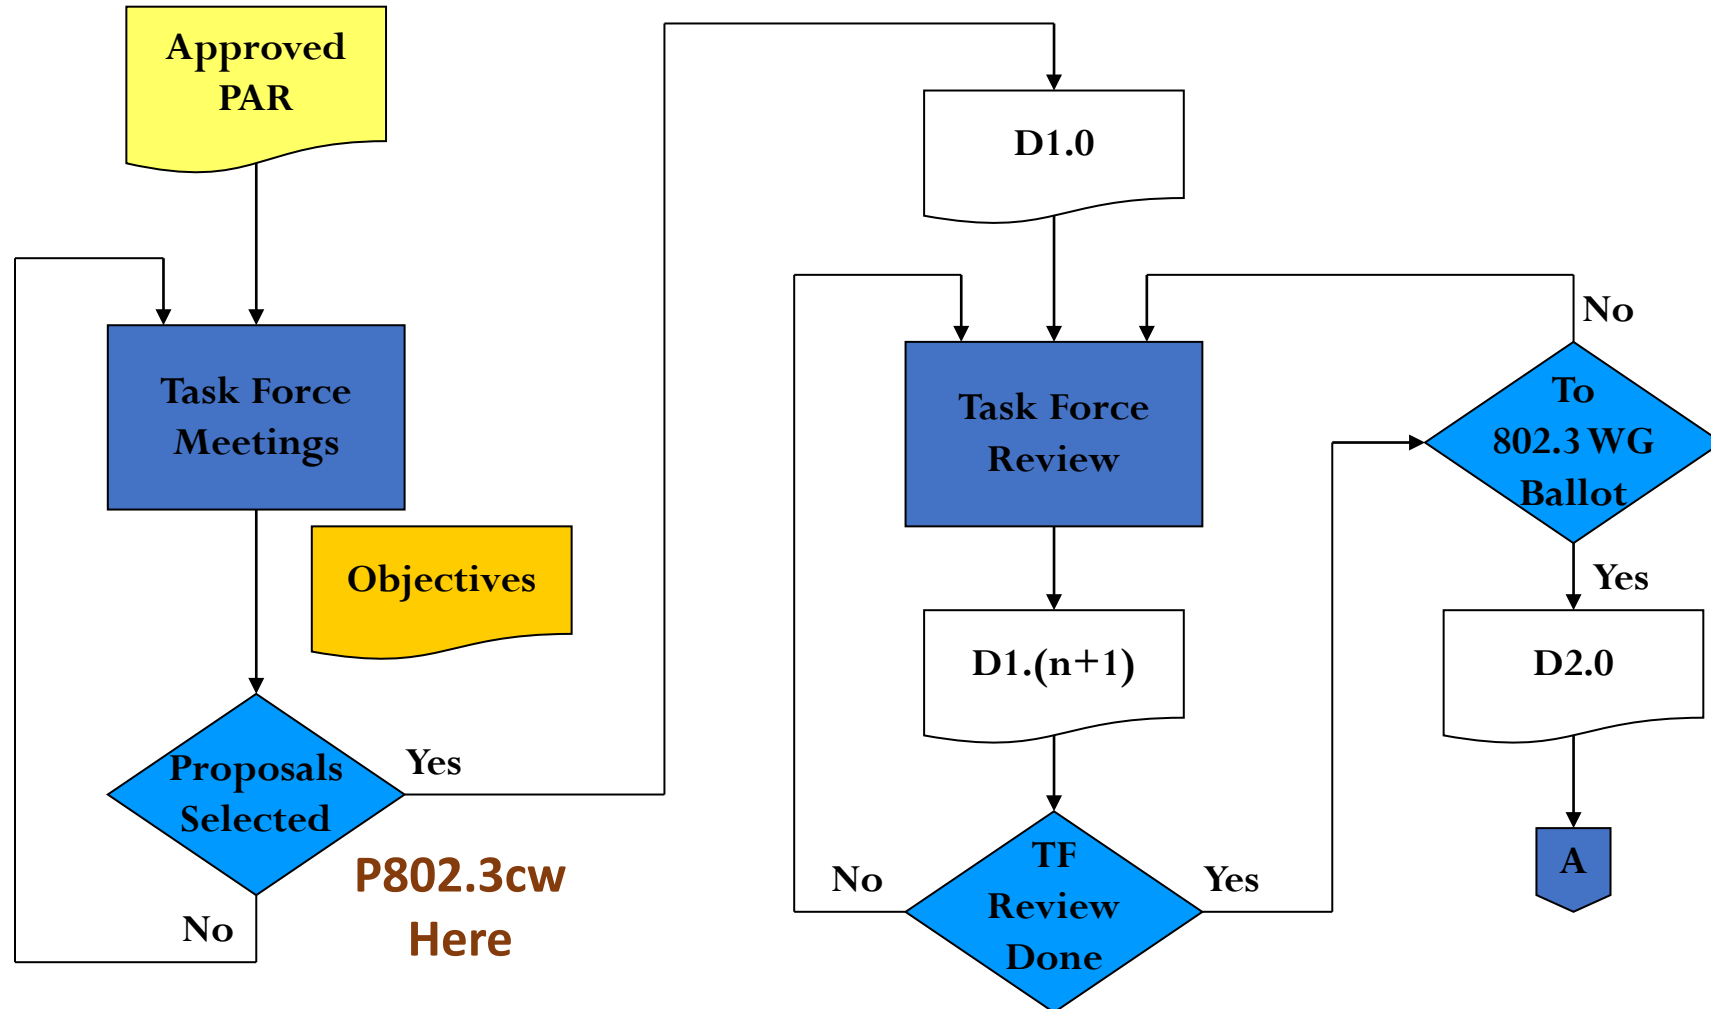 Approved
PAR
Task Force
Meetings
Objectives
Proposals
Selected
Yes
No
P802.3cw
Here
D1.0
Task Force
Review
D1.(n+1)
TF
Review
Done
No
Yes
To
802.3 WG
Ballot
No
Yes
D2.0
A